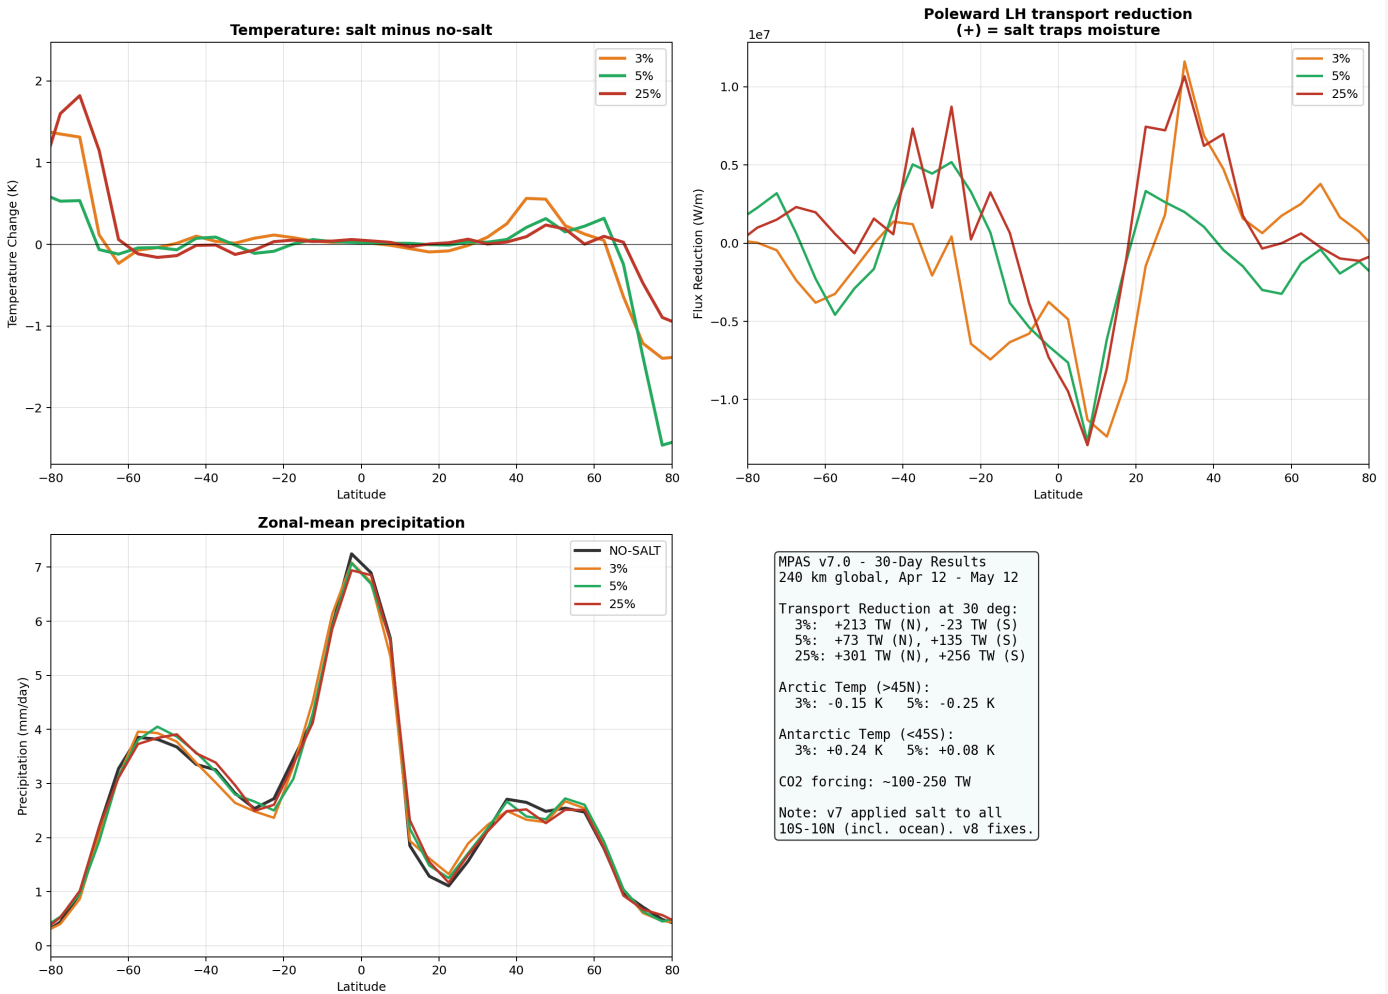 Temperature: salt minus no-salt
Temperature Change (K)
2
1
0
−1
−2
3%
5%
25%
−80 −60 −40 −20 0 20 40 60 80
Latitude
Poleward LH transport reduction
(+) = salt traps moisture
1e7
Flux Reduction (W/m)
1.0
0.5
0.0
−0.5
−1.0
3%
5%
25%
−80 −60 −40 −20 0 20 40 60 80
Latitude
Zonal-mean precipitation
Precipitation (mm/day)
7
6
5
4
3
2
1
0
NO-SALT
3%
5%
25%
−80 −60 −40 −20 0 20 40 60 80
Latitude
MPAS v7.0 - 30-Day Results
240 km global, Apr 12 - May 12
Transport Reduction at 30 deg:
3%: +213 TW (N), -23 TW (S)
5%: +73 TW (N), +135 TW (S)
25%: +301 TW (N), +256 TW (S)
Arctic Temp (>45N):
3%: -0.15 K 5%: -0.25 K
Antarctic Temp (<45S):
3%: +0.24 K 5%: +0.08 K
CO2 forcing: ~100-250 TW
Note: v7 applied salt to all
10S-10N (incl. ocean). v8 fixes.